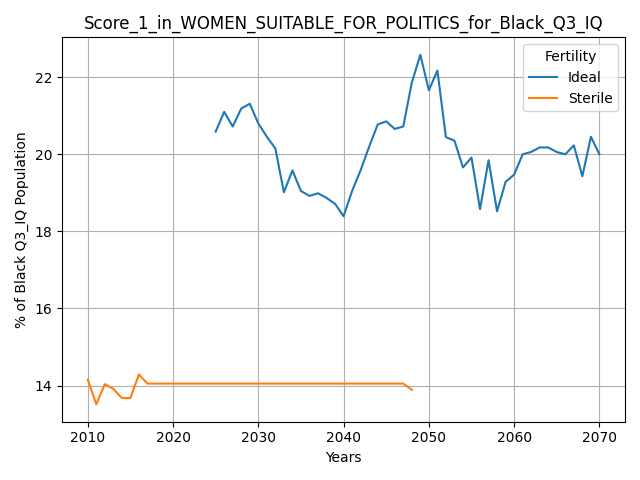 Score_1_in_WOMEN_SUITABLE_FOR_POLITICS_for_Black_Q3_IQ
Fertility
Ideal
Sterile
% of Black Q3_IQ Population
22
20
18
16
14
2010 2020 2030 2040 2050 2060 2070
Years